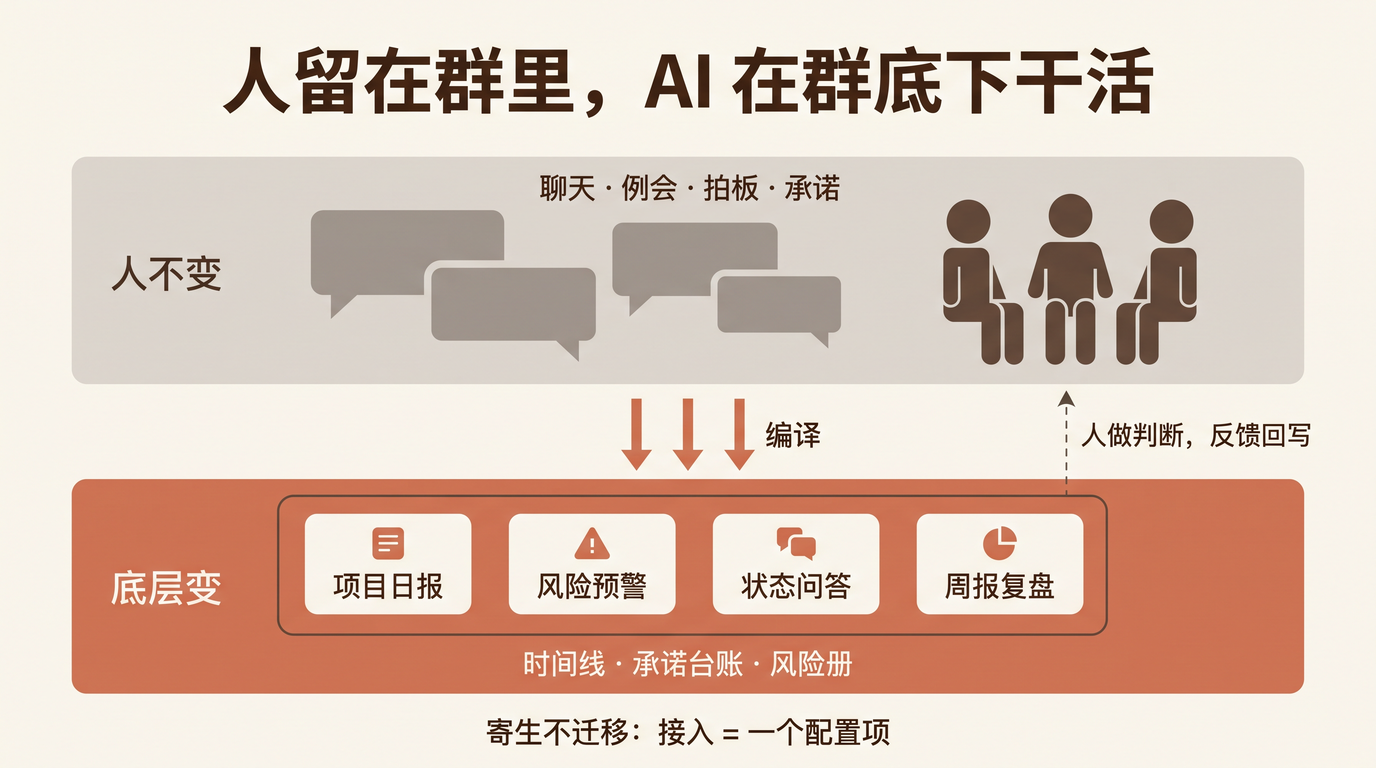 人留在群里，AI 在群底下干活
聊天 · 例会 · 拍板 · 承诺
人不变
编译
人做判断，反馈回写
底层变
项目日报
风险预警
状态问答
周报复盘
时间线 · 承诺台账 · 风险册
寄生不迁移：接入 = 一个配置项